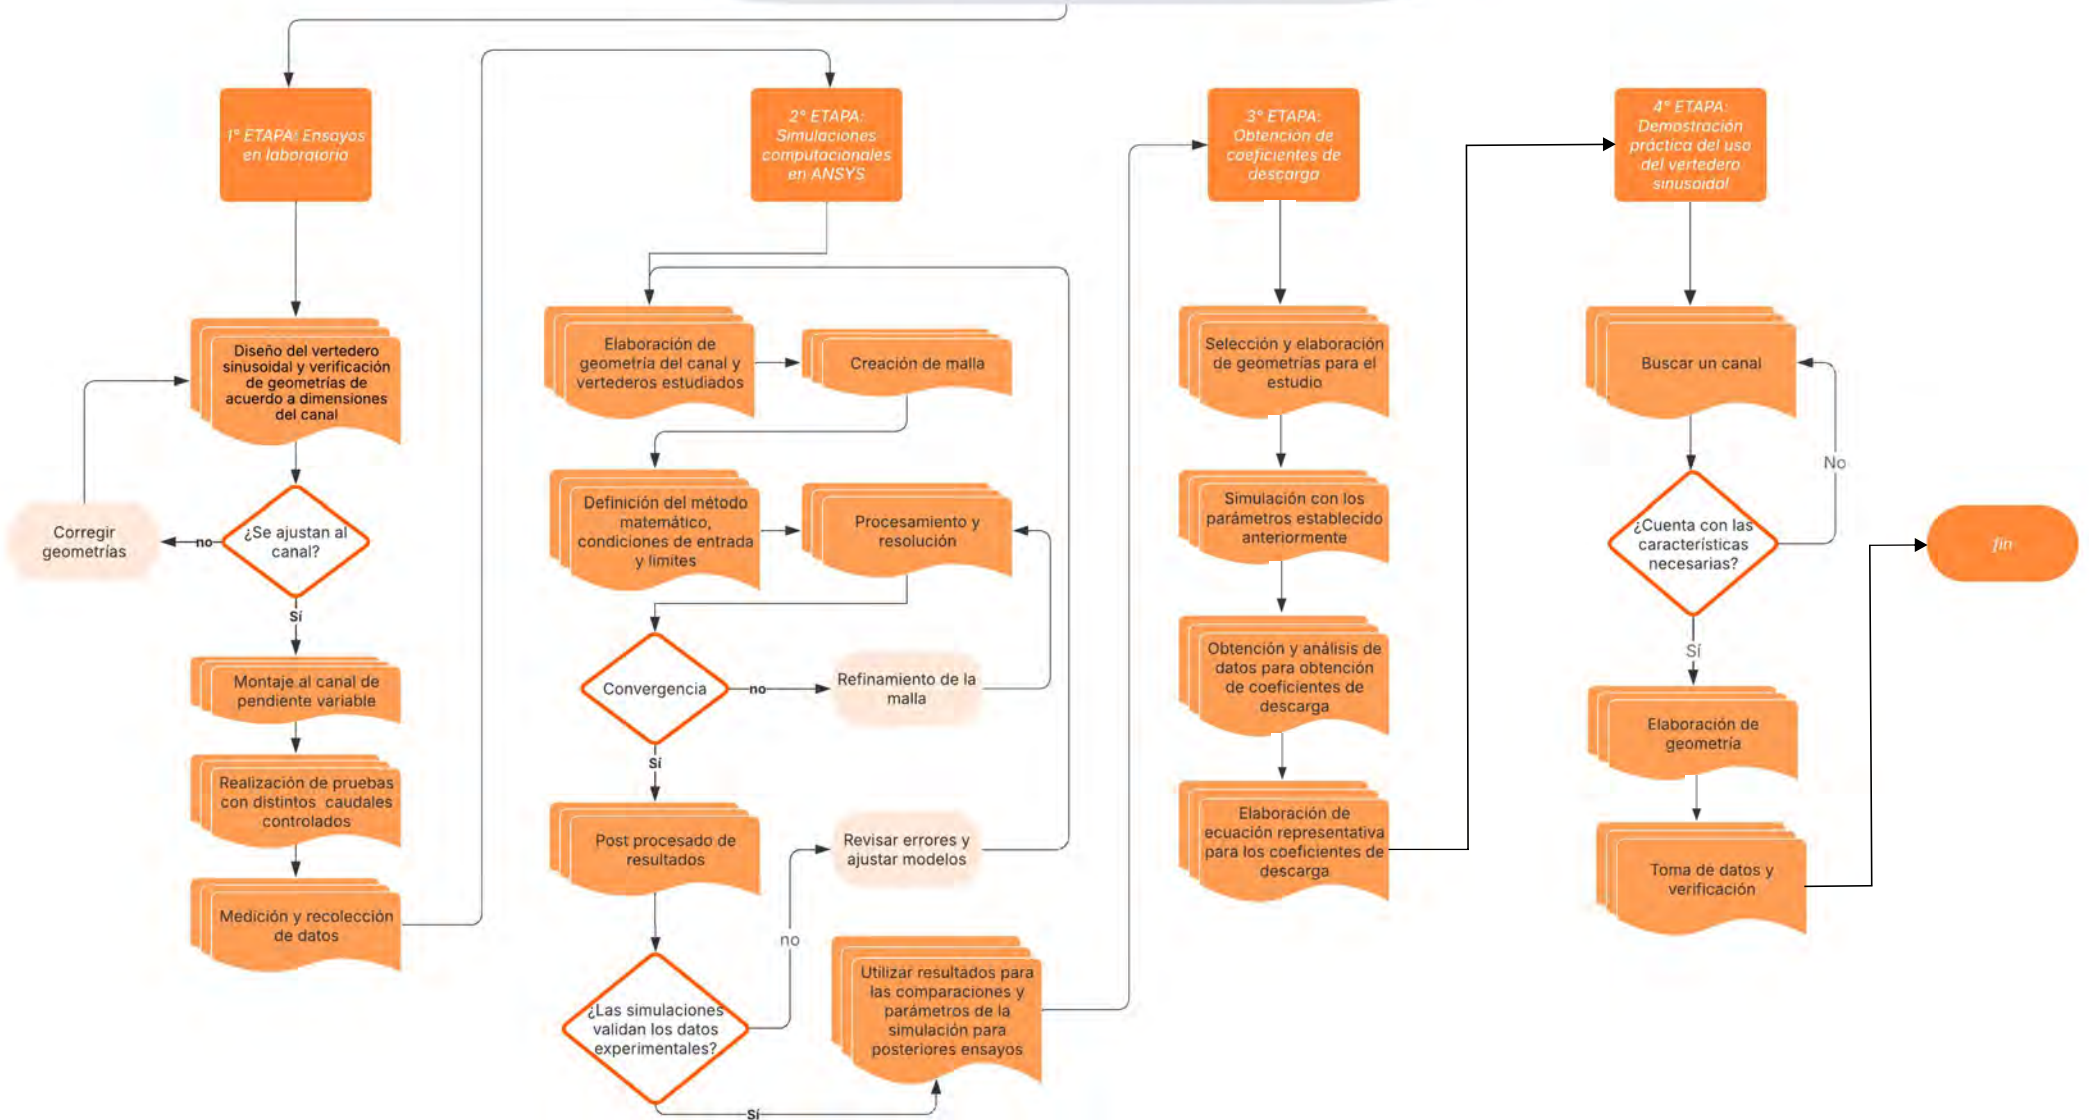 1° ETAPA: Ensayos
en laboratorio
Diseño del vertedero
sinusoidal y verificación
de geometrías de
acuerdo a dimensiones
del canal
¿Se ajustan al
canal?
no
Corregir
geometrías
Sí
Montaje al canal de
pendiente variable
Realización de pruebas
con distintos caudales
controlados
Medición y recolección
de datos
2° ETAPA:
Simulaciones
computacionales
en ANSYS
Elaboración de
geometría del canal y
vertederos estudiados
Creación de malla
Definición del método
matemático,
condiciones de entrada
y limites
Procesamiento y
resolución
Convergencia
no
Refinamiento de la
malla
Sí
Post procesado de
resultados
Revisar errores y
ajustar modelos
no
¿Las simulaciones
validan los datos
experimentales?
Sí
Utilizar resultados para
las comparaciones y
parámetros de la
simulación para
posteriores ensayos
3° ETAPA:
Obtención de
coeficientes de
descarga
Selección y elaboración
de geometrías para el
estudio
Simulación con los
parámetros establecido
anteriormente
Obtención y análisis de
datos para obtención
de coeficientes de
descarga
Elaboración de
ecuación representativa
para los coeficientes de
descarga
4° ETAPA:
Demostración
práctica del uso
del vertedero
sinusoidal
Buscar un canal
No
¿Cuenta con las
características
necesarias?
Sí
Elaboración de
geometría
Toma de datos y
verificación
fin